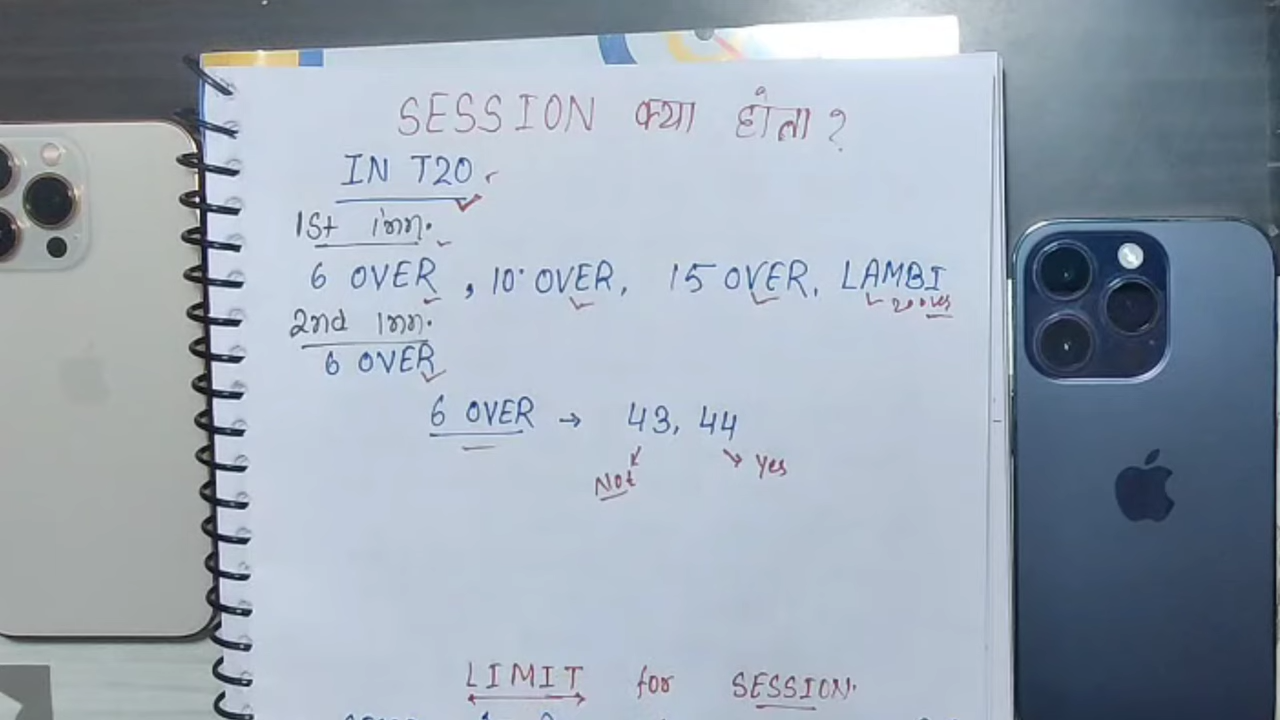 SESSION क्या होता ?
IN T20
1st inn.
6 OVER, 10 OVER, 15 OVER, LAMBI
20 over
2nd inn.
6 OVER
6 OVER → 43, 44
Not Yes
LIMIT for SESSION.